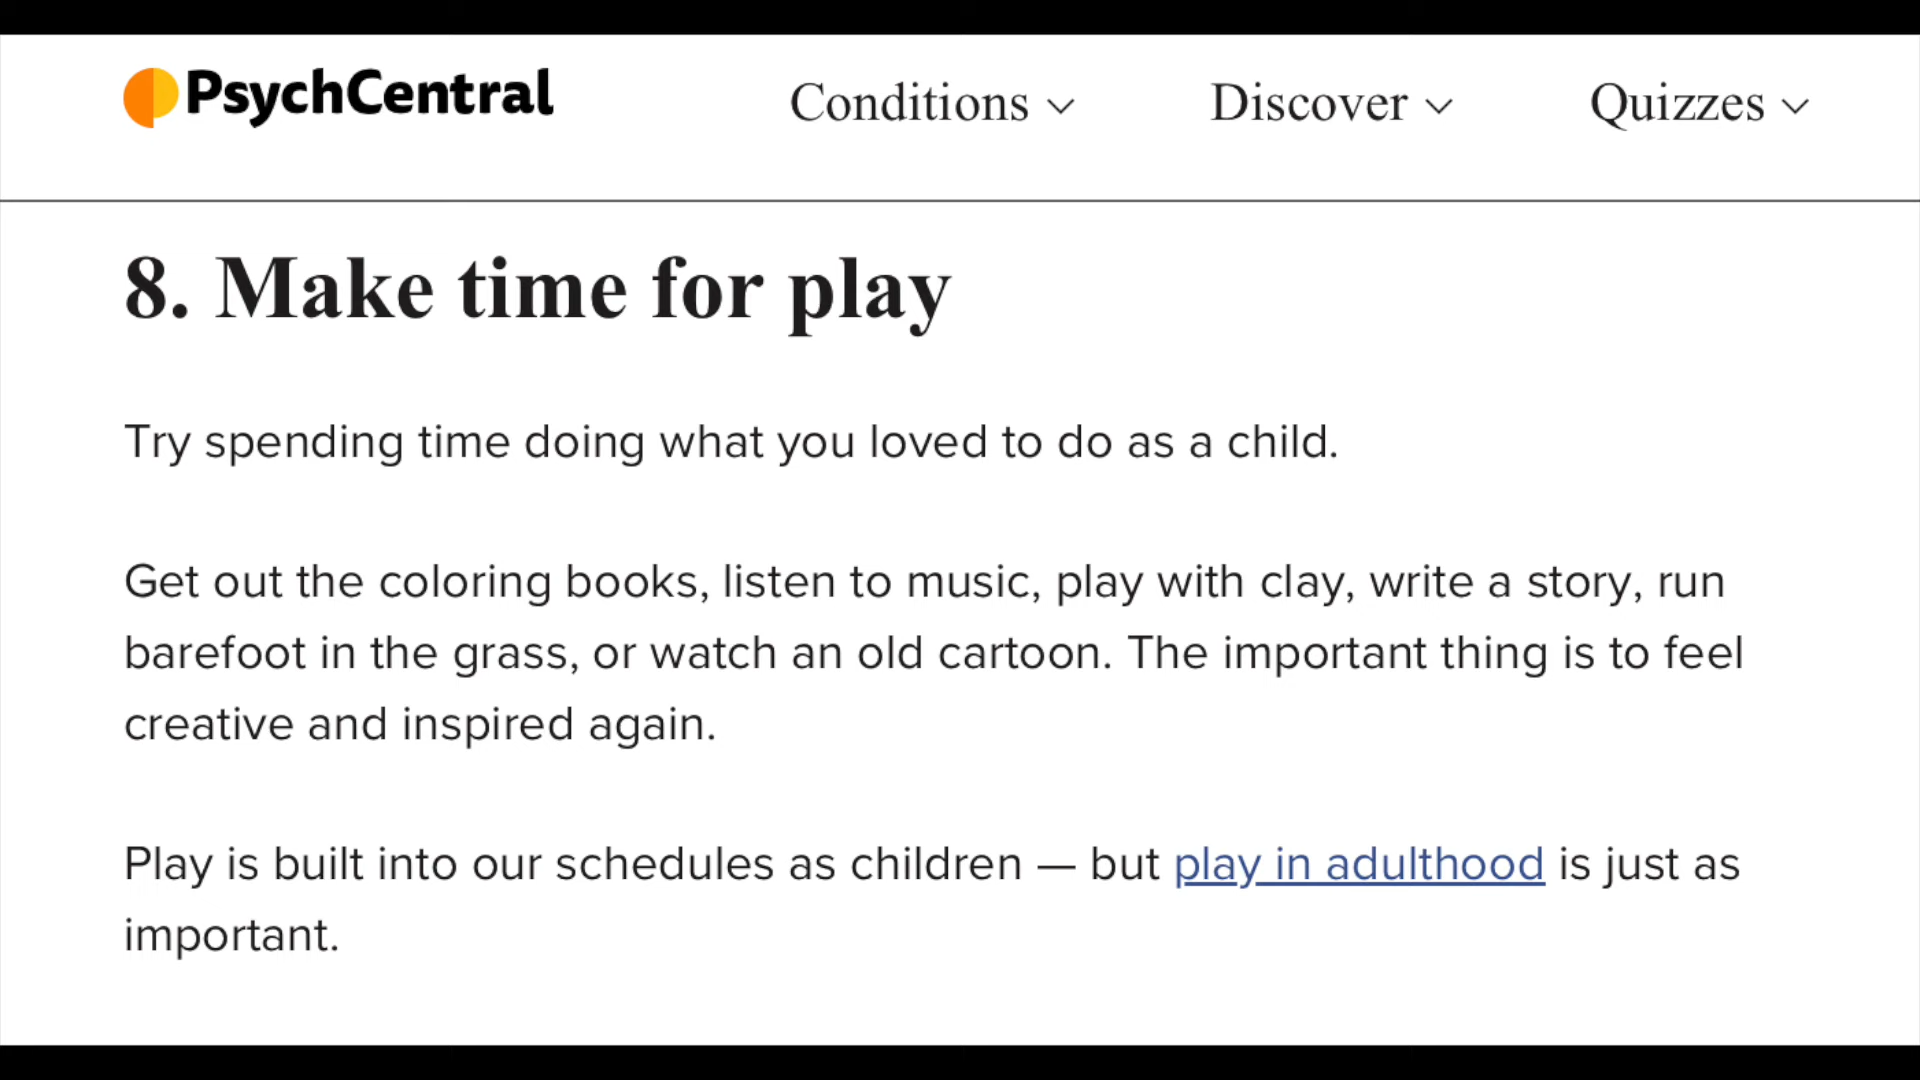 PsychCentral Conditions Discover Quizzes
8. Make time for play
Try spending time doing what you loved to do as a child.
Get out the coloring books, listen to music, play with clay, write a story, run
barefoot in the grass, or watch an old cartoon. The important thing is to feel
creative and inspired again.
Play is built into our schedules as children — but play in adulthood is just as
important.